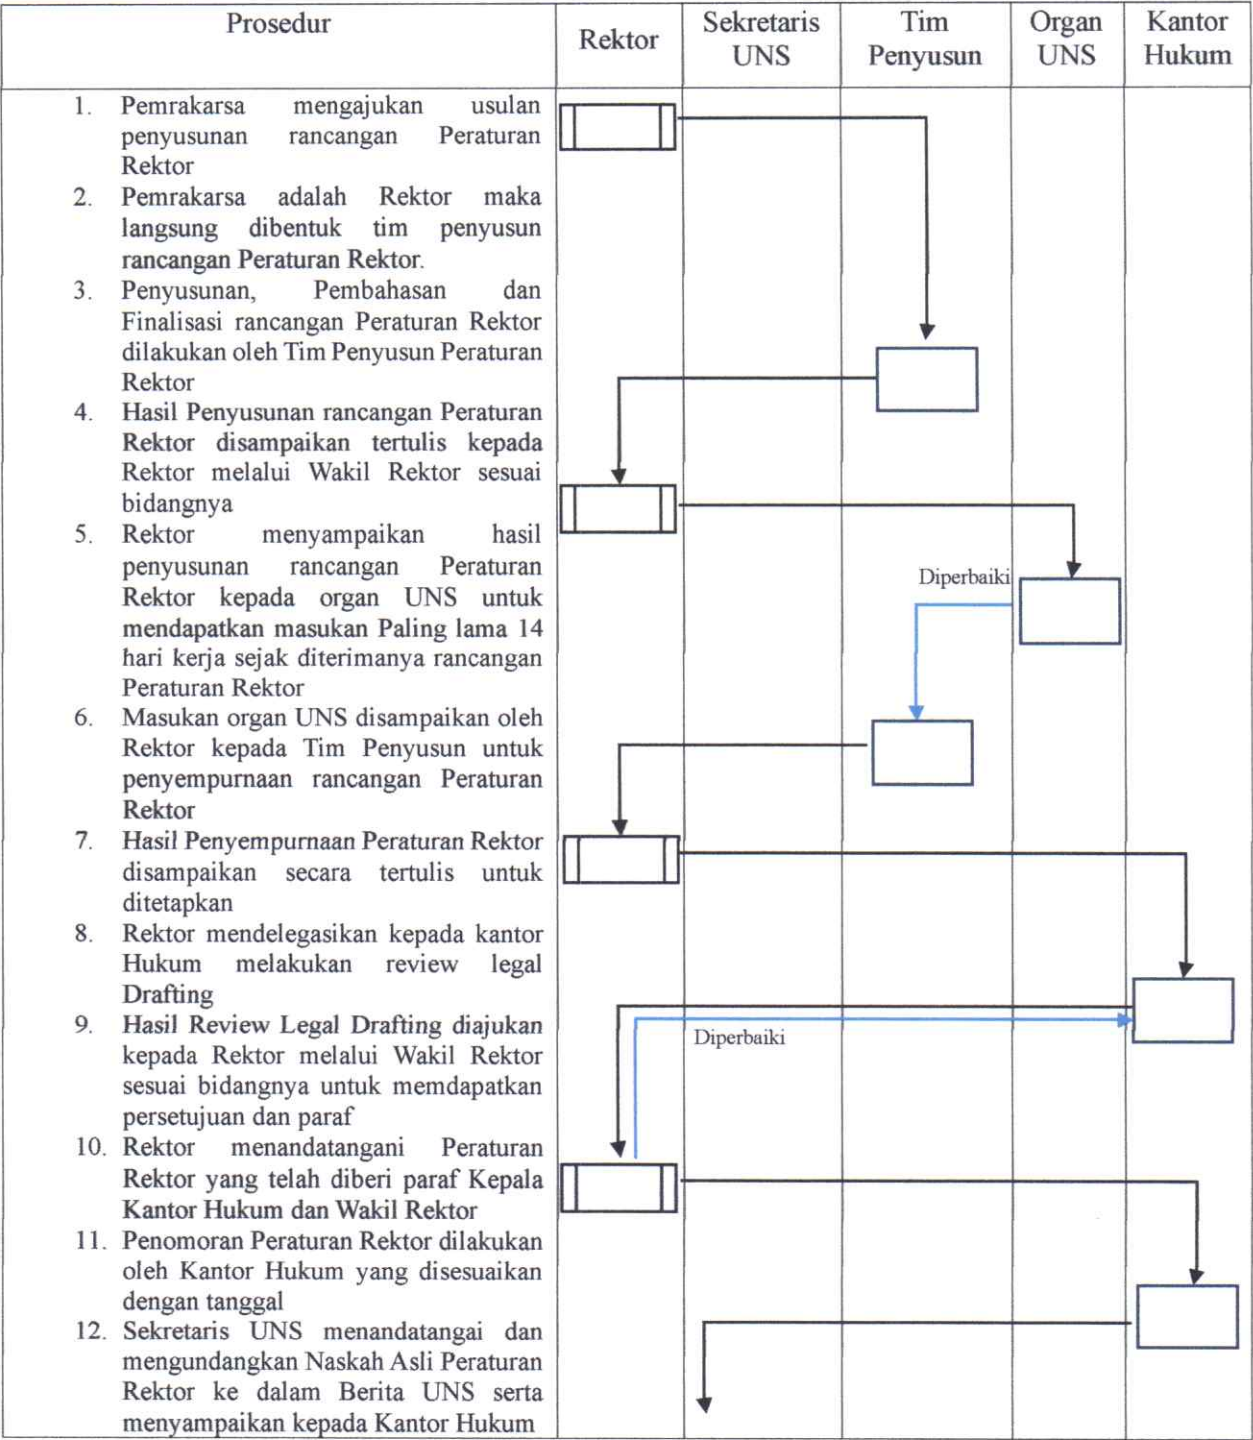 Prosedur
Rektor
Sekretaris
UNS
Tim
Penyusun
Organ
UNS
Kantor
Hukum
1. Pemrakarsa mengajukan usulan
penyusunan rancangan Peraturan
Rektor
2. Pemrakarsa adalah Rektor maka
langsung dibentuk tim penyusun
rancangan Peraturan Rektor.
3. Penyusunan, Pembahasan dan
Finalisasi rancangan Peraturan Rektor
dilakukan oleh Tim Penyusun Peraturan
Rektor
4. Hasil Penyusunan rancangan Peraturan
Rektor disampaikan tertulis kepada
Rektor melalui Wakil Rektor sesuai
bidangnya
5. Rektor menyampaikan hasil
penyusunan rancangan Peraturan
Rektor kepada organ UNS untuk
mendapatkan masukan Paling lama 14
hari kerja sejak diterimanya rancangan
Peraturan Rektor
6. Masukan organ UNS disampaikan oleh
Rektor kepada Tim Penyusun untuk
penyempurnaan rancangan Peraturan
Rektor
7. Hasil Penyempurnaan Peraturan Rektor
disampaikan secara tertulis untuk
ditetapkan
8. Rektor mendelegasikan kepada kantor
Hukum melakukan review legal
Drafting
9. Hasil Review Legal Drafting diajukan
kepada Rektor melalui Wakil Rektor
sesuai bidangnya untuk memdapatkan
persetujuan dan paraf
10. Rektor menandatangani Peraturan
Rektor yang telah diberi paraf Kepala
Kantor Hukum dan Wakil Rektor
11. Penomoran Peraturan Rektor dilakukan
oleh Kantor Hukum yang disesuaikan
dengan tanggal
12. Sekretaris UNS menandatangai dan
mengundangkan Naskah Asli Peraturan
Rektor ke dalam Berita UNS serta
menyampaikan kepada Kantor Hukum
Diperbaiki
Diperbaiki